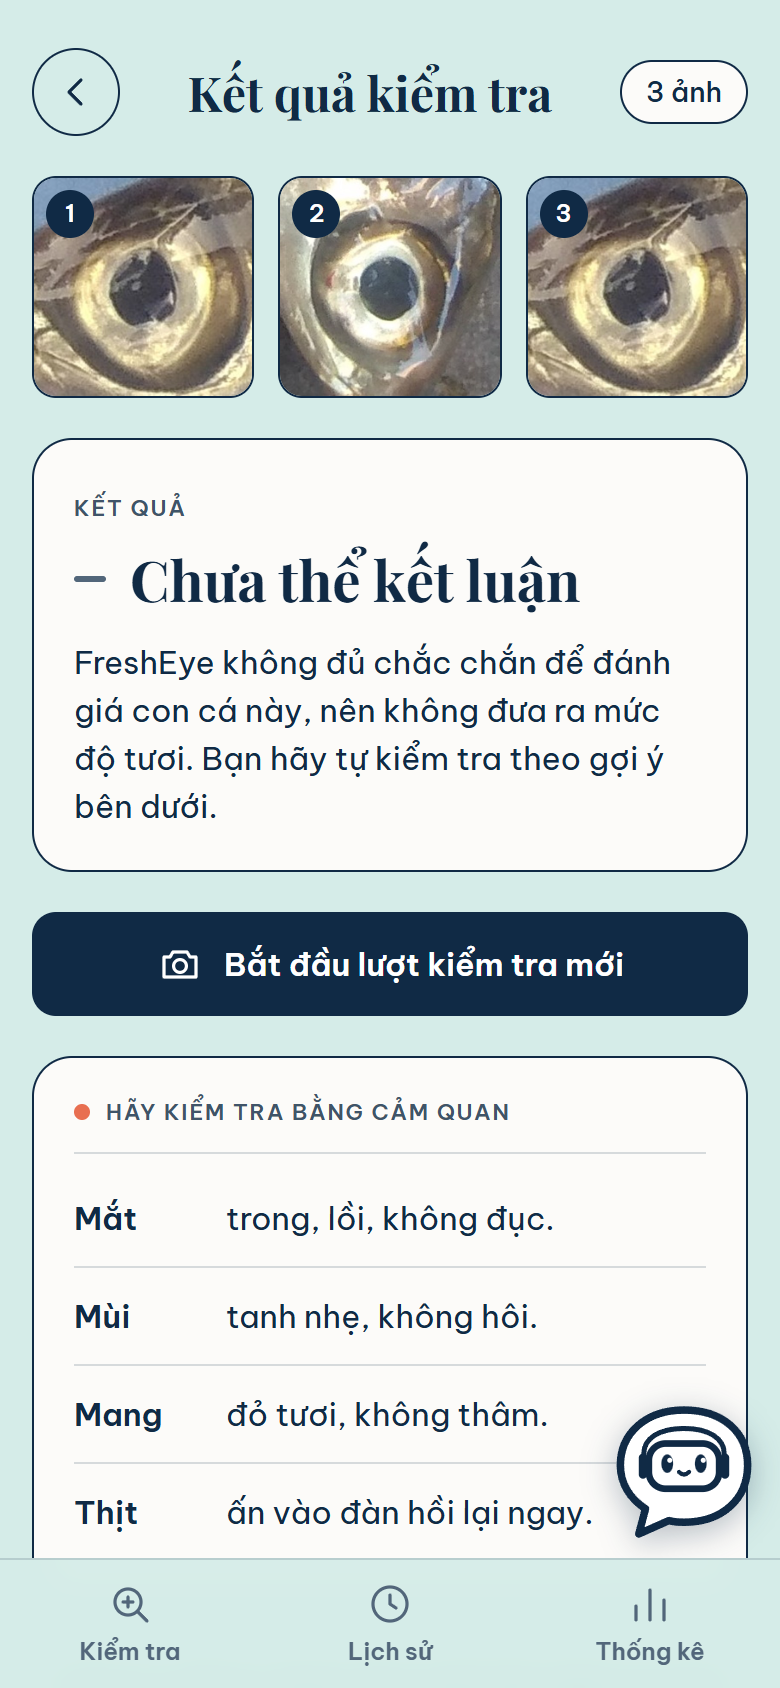 Kết quả kiểm tra
3 ảnh
1
2
3
KẾT QUẢ
Chưa thể kết luận
FreshEye không đủ chắc chắn để đánh
giá con cá này, nên không đưa ra mức
độ tươi. Bạn hãy tự kiểm tra theo gợi ý
bên dưới.
Bắt đầu lượt kiểm tra mới
HÃY KIỂM TRA BẰNG CẢM QUAN
Mắt trong, lồi, không đục.
Mùi tanh nhẹ, không hôi.
Mang đỏ tươi, không thâm.
Thịt ấn vào đàn hồi lại ngay.
Kiểm tra Lịch sử Thống kê